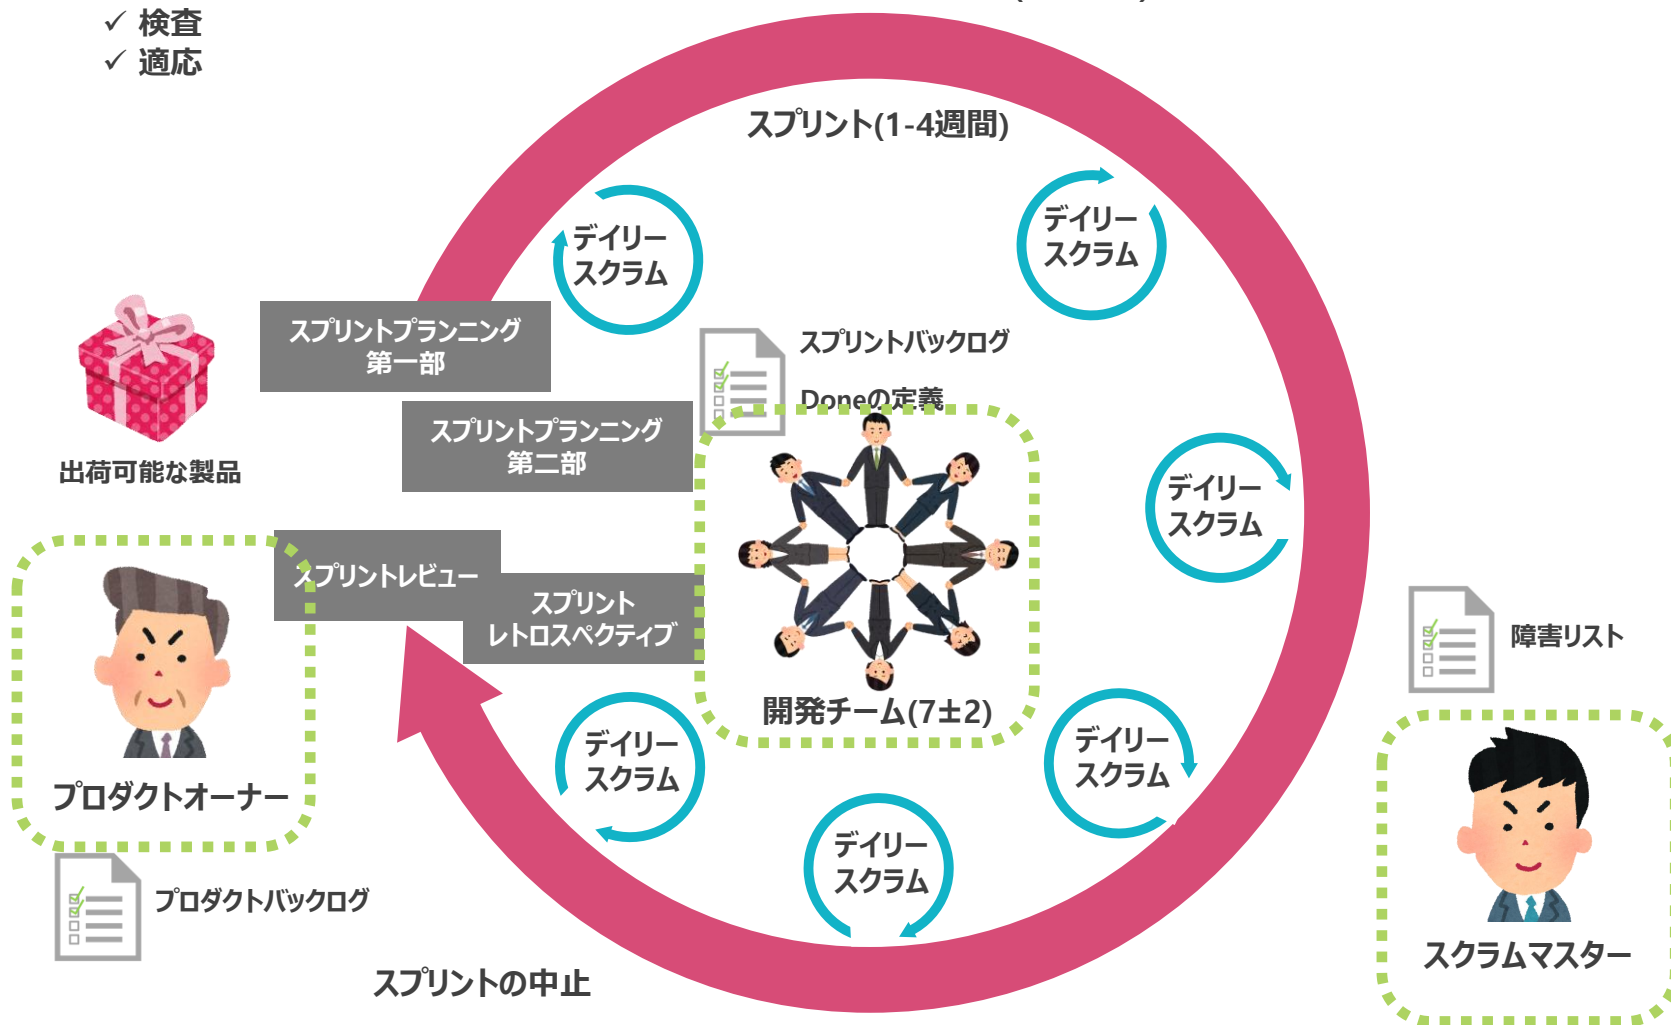 ✓ 検査
✓ 適応
スプリント(1-4週間)
デイリー
スクラム
デイリー
スクラム
スプリントプランニング
第一部
スプリントバックログ
Doneの定義
スプリントプランニング
第二部
出荷可能な製品
デイリー
スクラム
スプリントレビュー
スプリント
レトロスペクティブ
障害リスト
開発チーム(7±2)
デイリー
スクラム
デイリー
スクラム
プロダクトオーナー
デイリー
スクラム
プロダクトバックログ
スクラムマスター
スプリントの中止